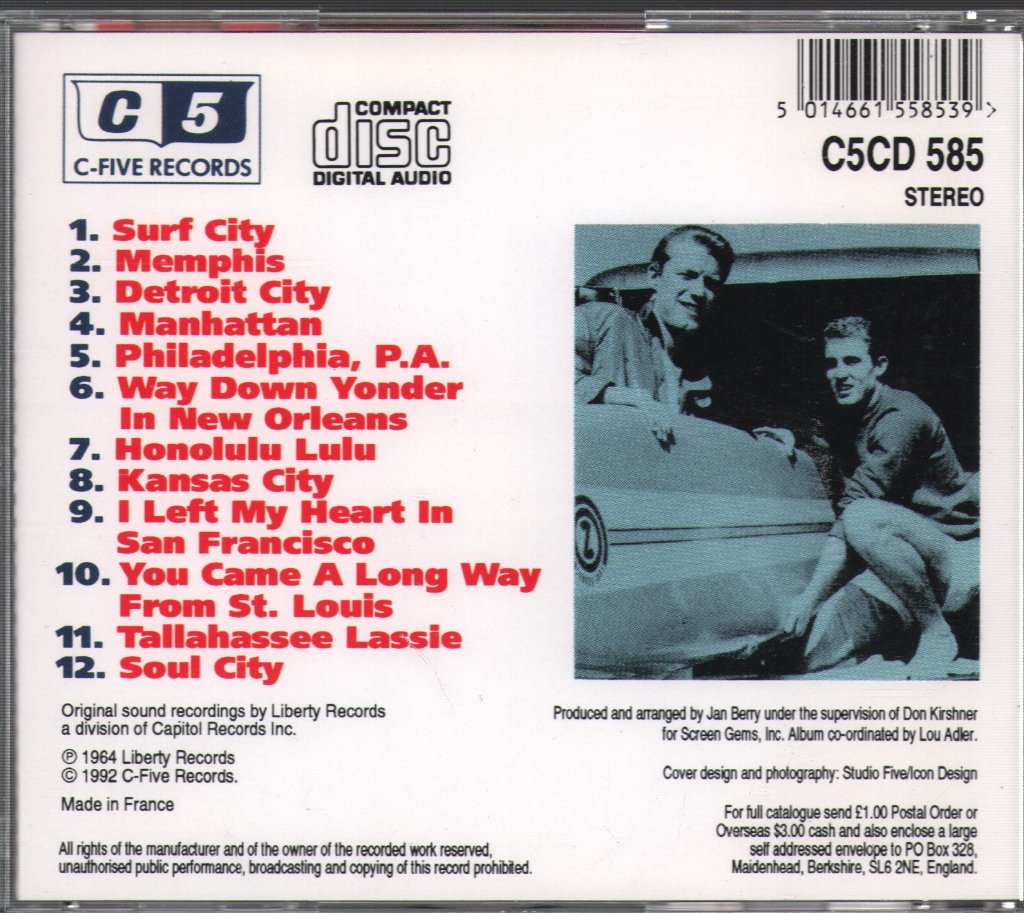 C 5
C-FIVE RECORDS
COMPACT
disc
DIGITAL AUDIO
5 014661 558539 >
C5CD 585
STEREO
1. Surf City
2. Memphis
3. Detroit City
4. Manhattan
5. Philadelphia, P.A.
6. Way Down Yonder
In New Orleans
7. Honolulu Lulu
8. Kansas City
9. I Left My Heart In
San Francisco
10. You Came A Long Way
From St. Louis
11. Tallahassee Lassie
12. Soul City
Original sound recordings by Liberty Records
a division of Capitol Records Inc.
℗ 1964 Liberty Records
© 1992 C-Five Records.
Made in France
All rights of the manufacturer and of the owner of the recorded work reserved,
unauthorised public performance, broadcasting and copying of this record prohibited.
Produced and arranged by Jan Berry under the supervision of Don Kirshner
for Screen Gems, Inc. Album co-ordinated by Lou Adler.
Cover design and photography: Studio Five/Icon Design
For full catalogue send £1.00 Postal Order or
Overseas $3.00 cash and also enclose a large
self addressed envelope to PO Box 328,
Maidenhead, Berkshire, SL6 2NE, England.